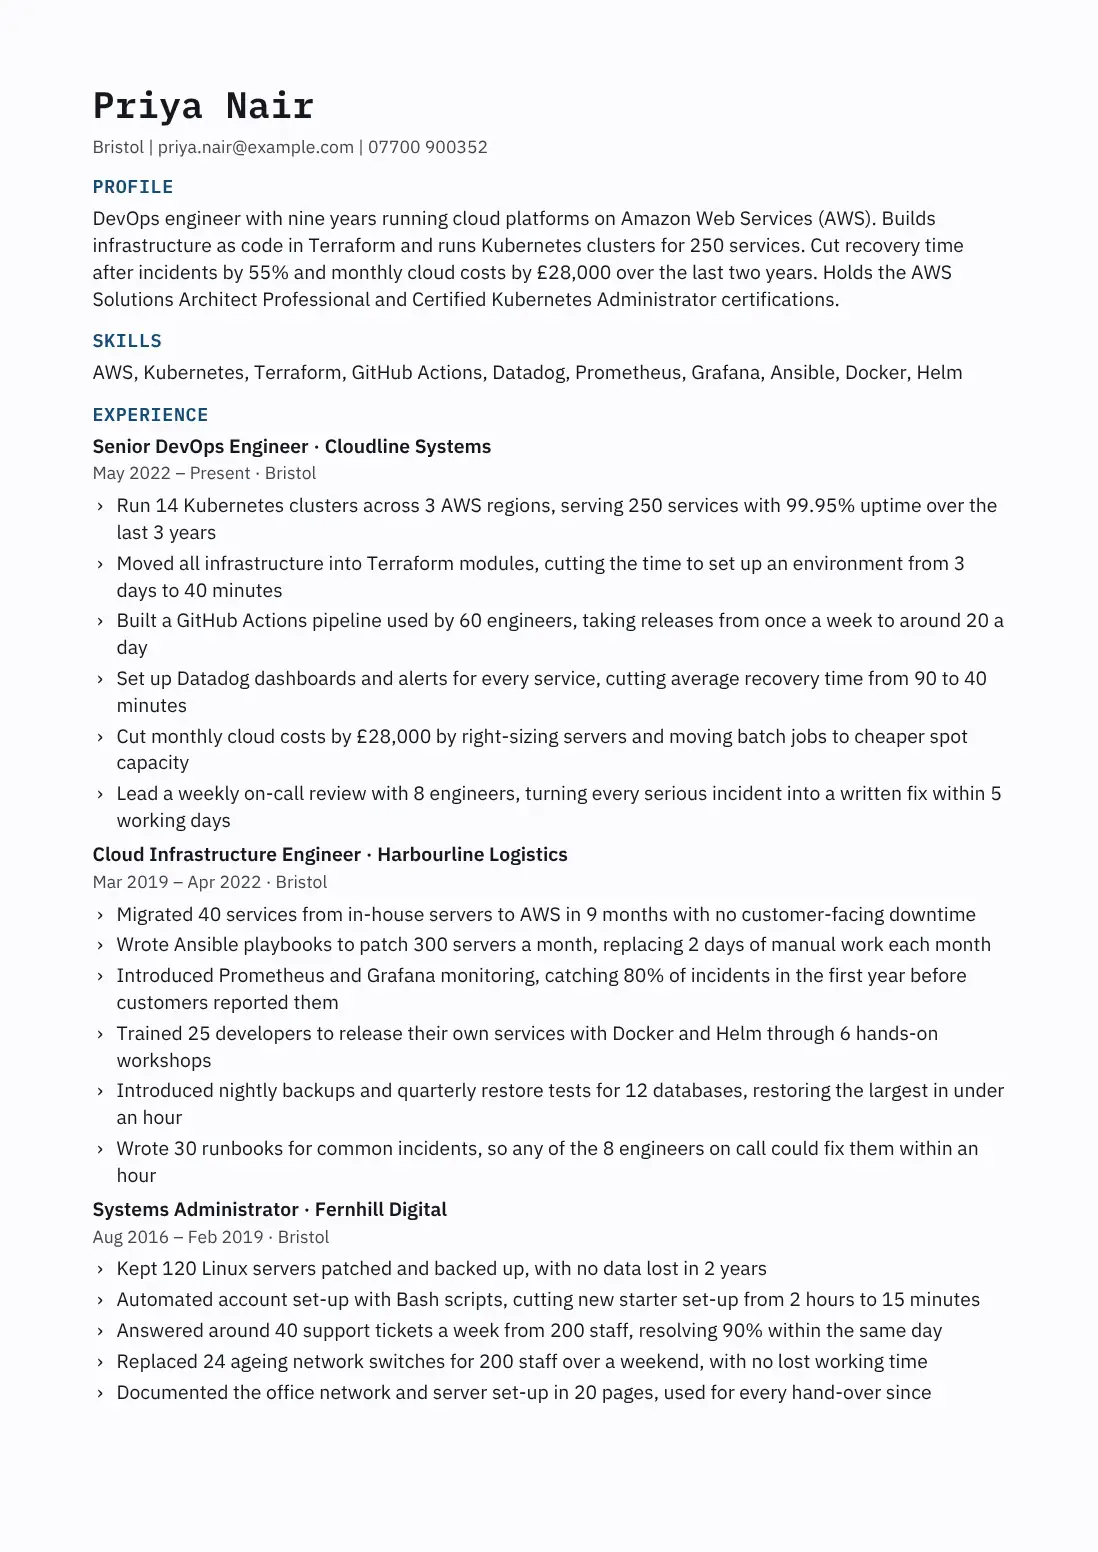 Priya Nair
Bristol | priya.nair@example.com | 07700 900352
PROFILE
DevOps engineer with nine years running cloud platforms on Amazon Web Services (AWS). Builds
infrastructure as code in Terraform and runs Kubernetes clusters for 250 services. Cut recovery time
after incidents by 55% and monthly cloud costs by £28,000 over the last two years. Holds the AWS
Solutions Architect Professional and Certified Kubernetes Administrator certifications.
SKILLS
AWS, Kubernetes, Terraform, GitHub Actions, Datadog, Prometheus, Grafana, Ansible, Docker, Helm
EXPERIENCE
Senior DevOps Engineer · Cloudline Systems
May 2022 – Present · Bristol
› Run 14 Kubernetes clusters across 3 AWS regions, serving 250 services with 99.95% uptime over the
last 3 years
› Moved all infrastructure into Terraform modules, cutting the time to set up an environment from 3
days to 40 minutes
› Built a GitHub Actions pipeline used by 60 engineers, taking releases from once a week to around 20 a
day
› Set up Datadog dashboards and alerts for every service, cutting average recovery time from 90 to 40
minutes
› Cut monthly cloud costs by £28,000 by right-sizing servers and moving batch jobs to cheaper spot
capacity
› Lead a weekly on-call review with 8 engineers, turning every serious incident into a written fix within 5
working days
Cloud Infrastructure Engineer · Harbourline Logistics
Mar 2019 – Apr 2022 · Bristol
› Migrated 40 services from in-house servers to AWS in 9 months with no customer-facing downtime
› Wrote Ansible playbooks to patch 300 servers a month, replacing 2 days of manual work each month
› Introduced Prometheus and Grafana monitoring, catching 80% of incidents in the first year before
customers reported them
› Trained 25 developers to release their own services with Docker and Helm through 6 hands-on
workshops
› Introduced nightly backups and quarterly restore tests for 12 databases, restoring the largest in under
an hour
› Wrote 30 runbooks for common incidents, so any of the 8 engineers on call could fix them within an
hour
Systems Administrator · Fernhill Digital
Aug 2016 – Feb 2019 · Bristol
› Kept 120 Linux servers patched and backed up, with no data lost in 2 years
› Automated account set-up with Bash scripts, cutting new starter set-up from 2 hours to 15 minutes
› Answered around 40 support tickets a week from 200 staff, resolving 90% within the same day
› Replaced 24 ageing network switches for 200 staff over a weekend, with no lost working time
› Documented the office network and server set-up in 20 pages, used for every hand-over since